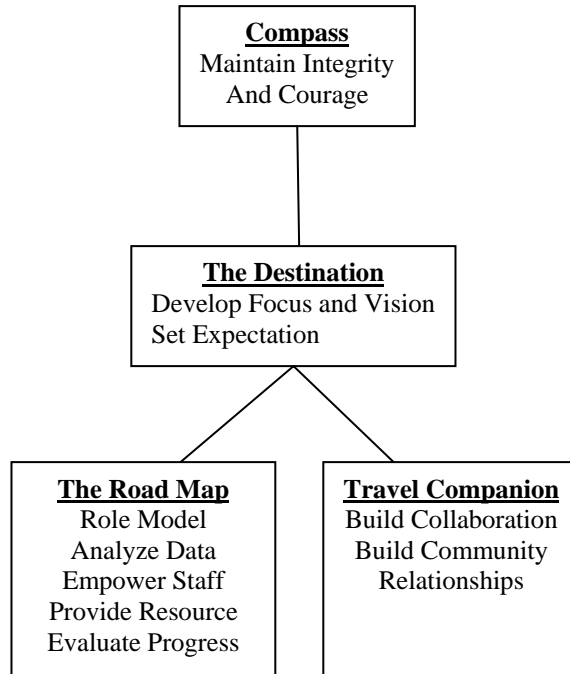 Compass
Maintain Integrity
And Courage
The Destination
Develop Focus and Vision
Set Expectation
The Road Map
Role Model
Analyze Data
Empower Staff
Provide Resource
Evaluate Progress
Travel Companion
Build Collaboration
Build Community
Relationships